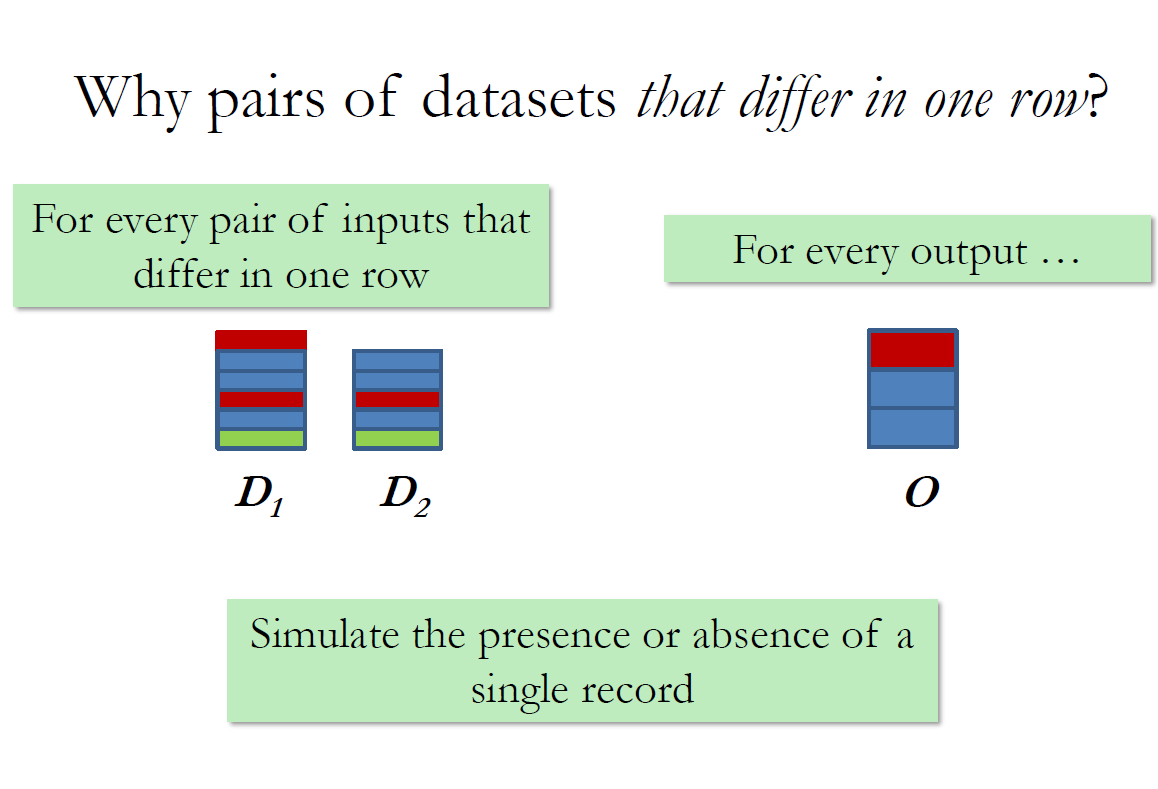 Why pairs of datasets that differ in one row?
For every pair of inputs that
differ in one row
For every output …
D1 D2
O
Simulate the presence or absence of a
single record